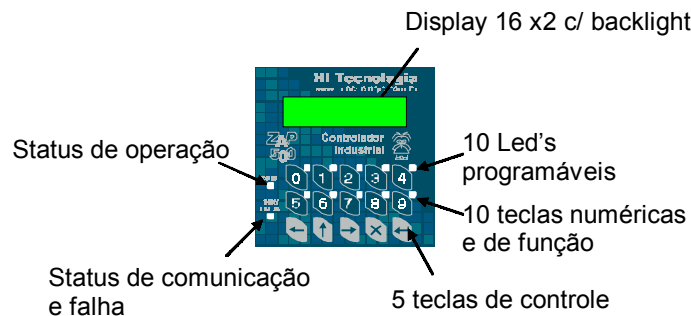 Display 16 x2 c/ backlight
HI Tecnologia
ZAP
500
Controlador
Industrial
Status de operação
10 Led's
programáveis
0 1 2 3 4
5 6 7 8 9
10 teclas numéricas
e de função
← ↑ → X ↵
Status de comunicação
e falha
5 teclas de controle